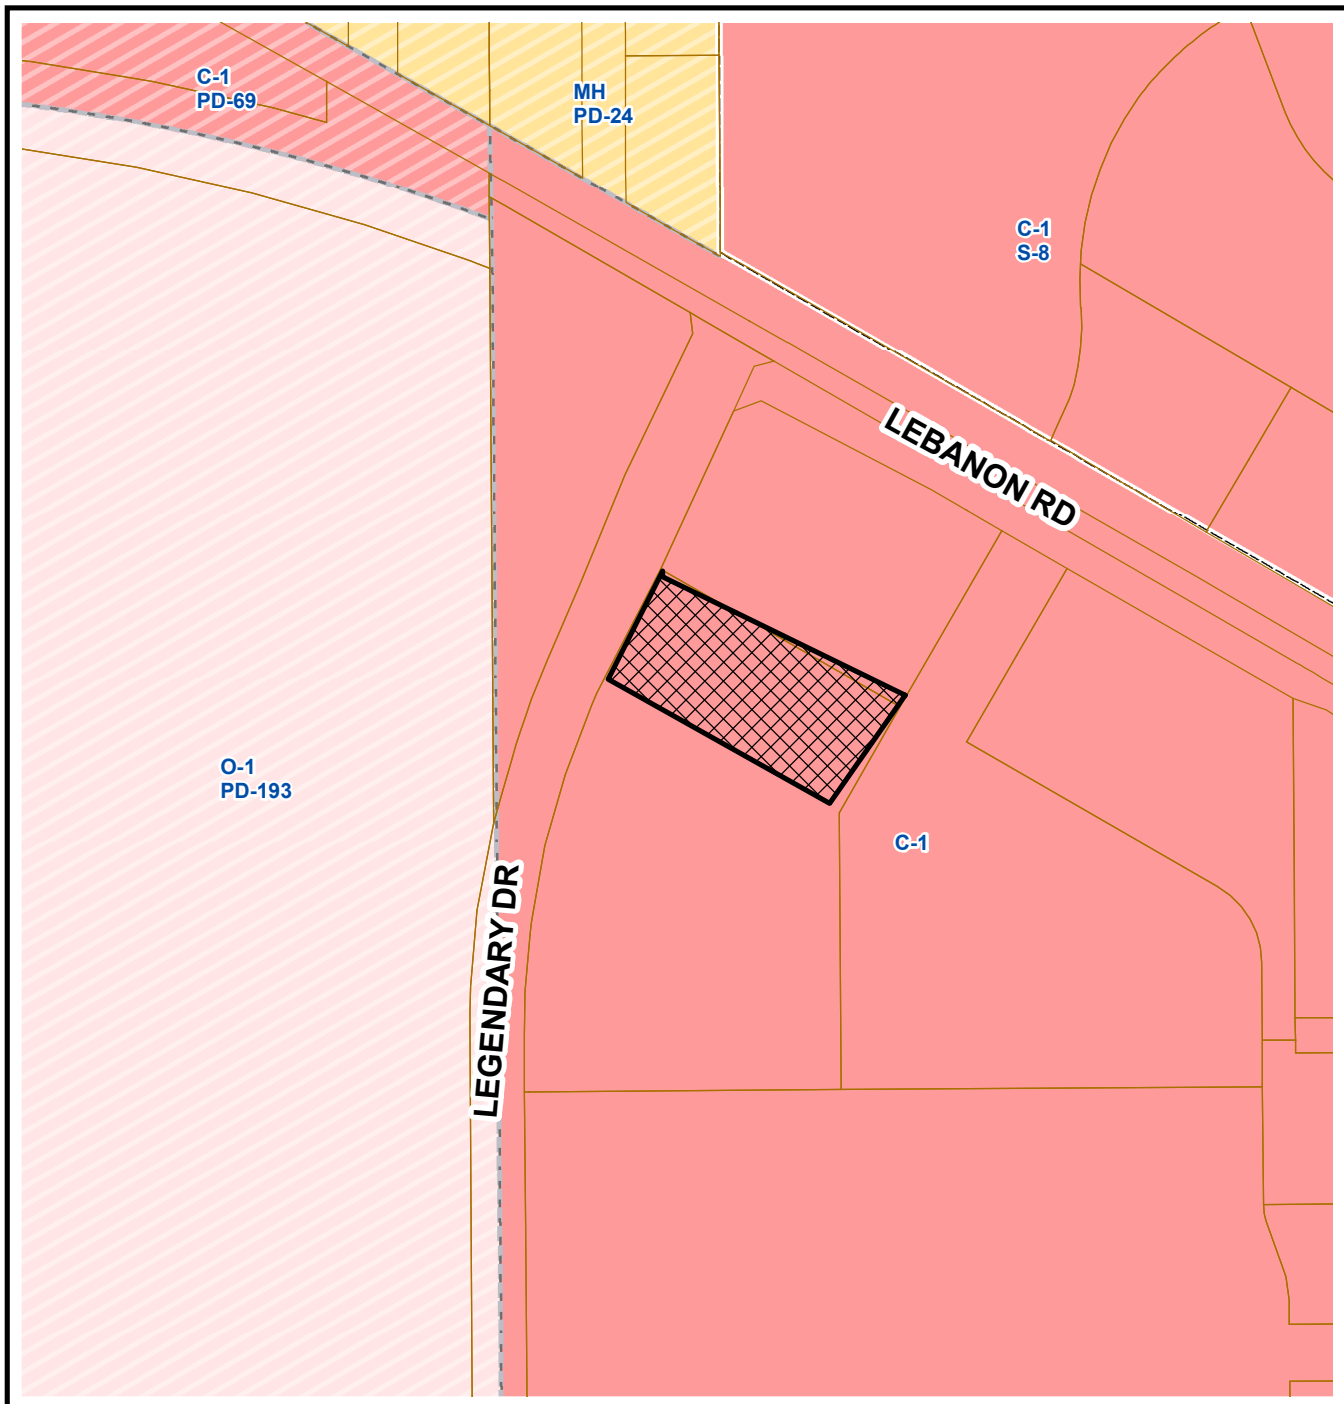 C-1
PD-69
MH
PD-24
C-1
S-8
LEBANON RD
O-1
PD-193
C-1
LEGENDARY DR